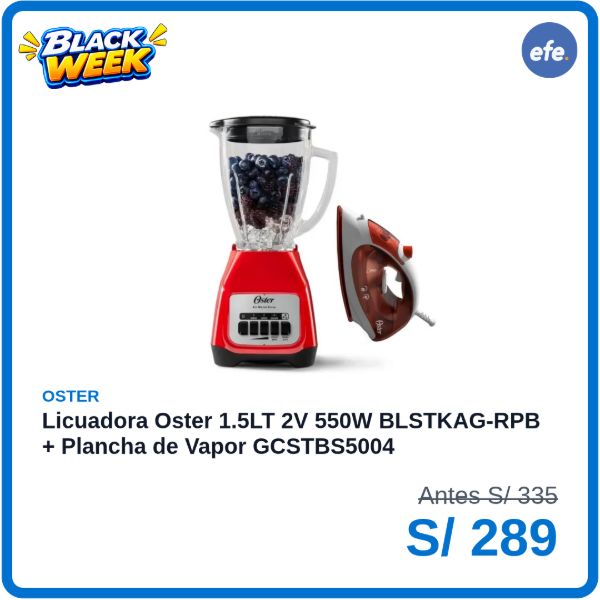 BLACK
WEEK
efe.
Oster
OSTER
Licuadora Oster 1.5LT 2V 550W BLSTKAG-RPB
+ Plancha de Vapor GCSTBS5004
Antes S/ 335
S/ 289